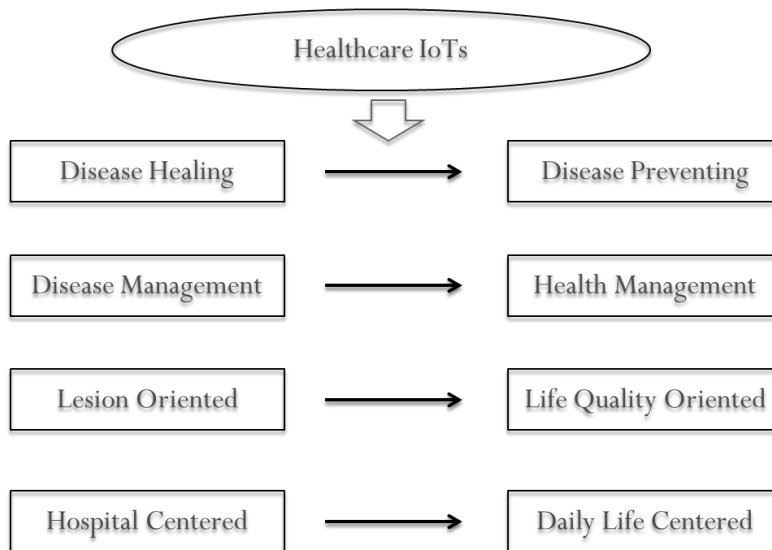 Healthcare IoTs
Disease Healing
Disease Preventing
Disease Management
Health Management
Lesion Oriented
Life Quality Oriented
Hospital Centered
Daily Life Centered